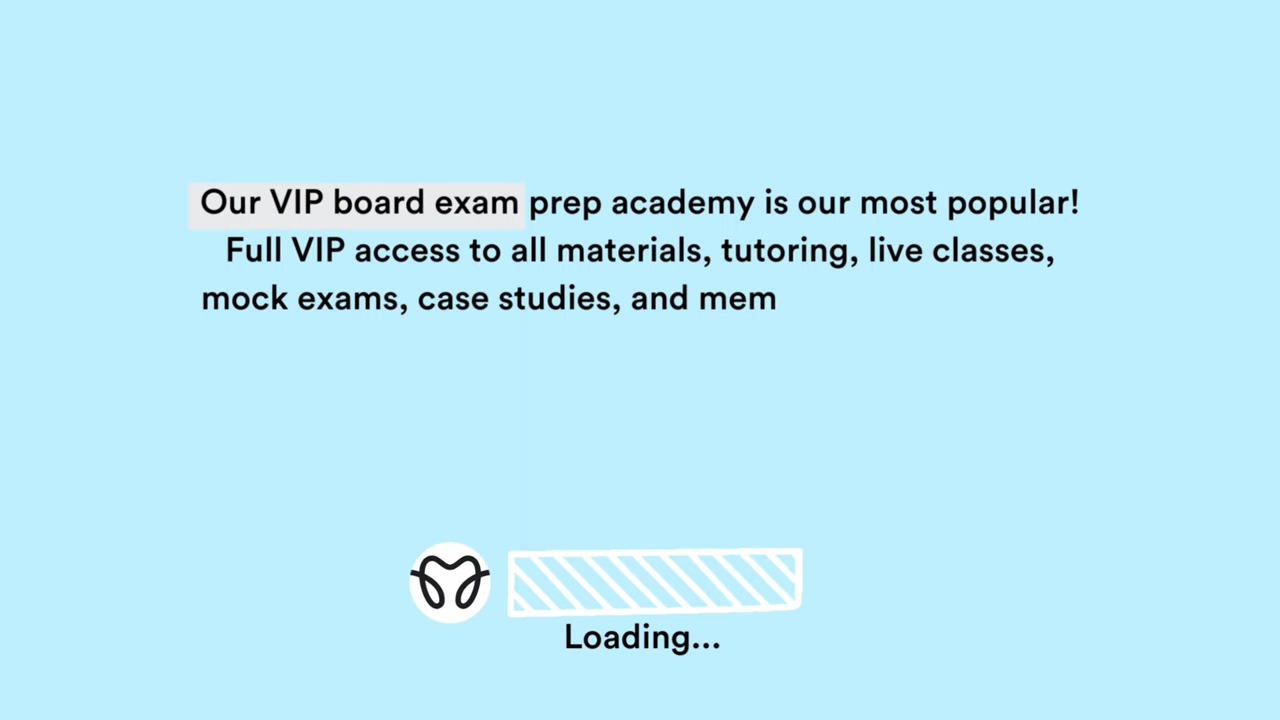 Our VIP board exam prep academy is our most popular!
Full VIP access to all materials, tutoring, live classes,
mock exams, case studies, and mem
Loading...